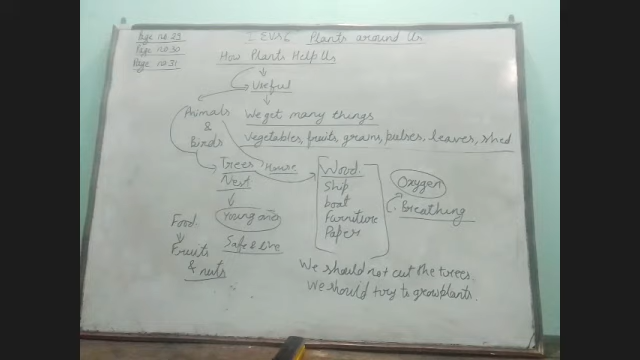 Page no. 29
Page no. 30
Page no. 31
I EVS Plants around Us
How Plants Help Us
Useful
Animals
&
Birds
We get many things
vegetables, fruits, grains, pulses, leaves, shed
Trees
House
Nest
Young one
Safe & live
Food
Fruits
& nuts
Wood
Ship
boat
Furniture
Paper
Oxygen
Breathing
We should not cut the trees.
We should try to grow plants.